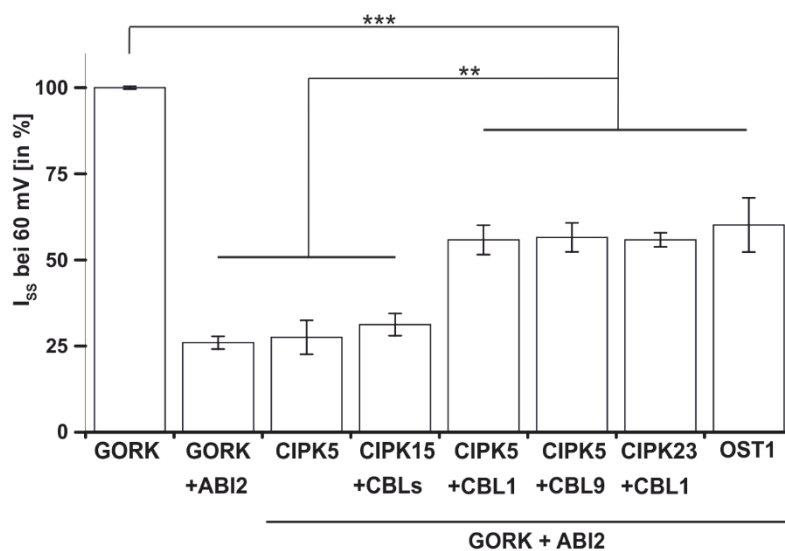 ***
**
I_SS bei 60 mV [in %]
100
75
50
25
0
GORK
GORK +ABI2
CIPK5
CIPK15 +CBLs
CIPK5 +CBL1
CIPK5 +CBL9
CIPK23 +CBL1
OST1
GORK + ABI2